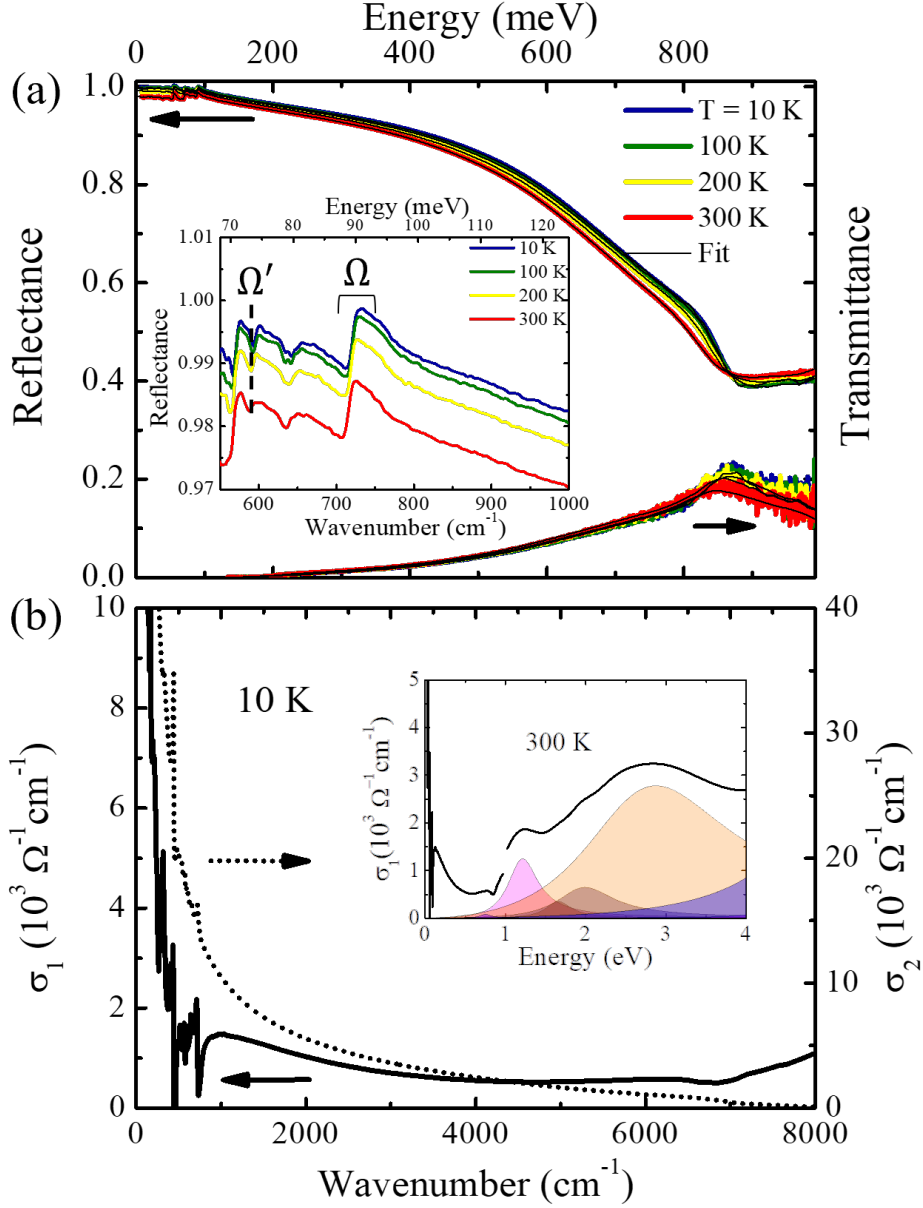 Energy (meV)
0 200 400 600 800
(a)
1.0
0.8
0.6
0.4
0.2
0.0
Reflectance
Transmittance
T = 10 K
100 K
200 K
300 K
Fit
Energy (meV)
70 80 90 100 110 120
1.01
1.00
0.99
0.98
0.97
Reflectance
Ω′
Ω
10 K
100 K
200 K
300 K
600 700 800 900 1000
Wavenumber (cm⁻¹)
(b)
10
8
6
4
2
0
σ₁ (10³ Ω⁻¹cm⁻¹)
10 K
40
30
20
10
0
σ₂ (10³ Ω⁻¹cm⁻¹)
5
4
3
2
1
0
σ₁(10³ Ω⁻¹cm⁻¹)
300 K
0 1 2 3 4
Energy (eV)
0 2000 4000 6000 8000
Wavenumber (cm⁻¹)